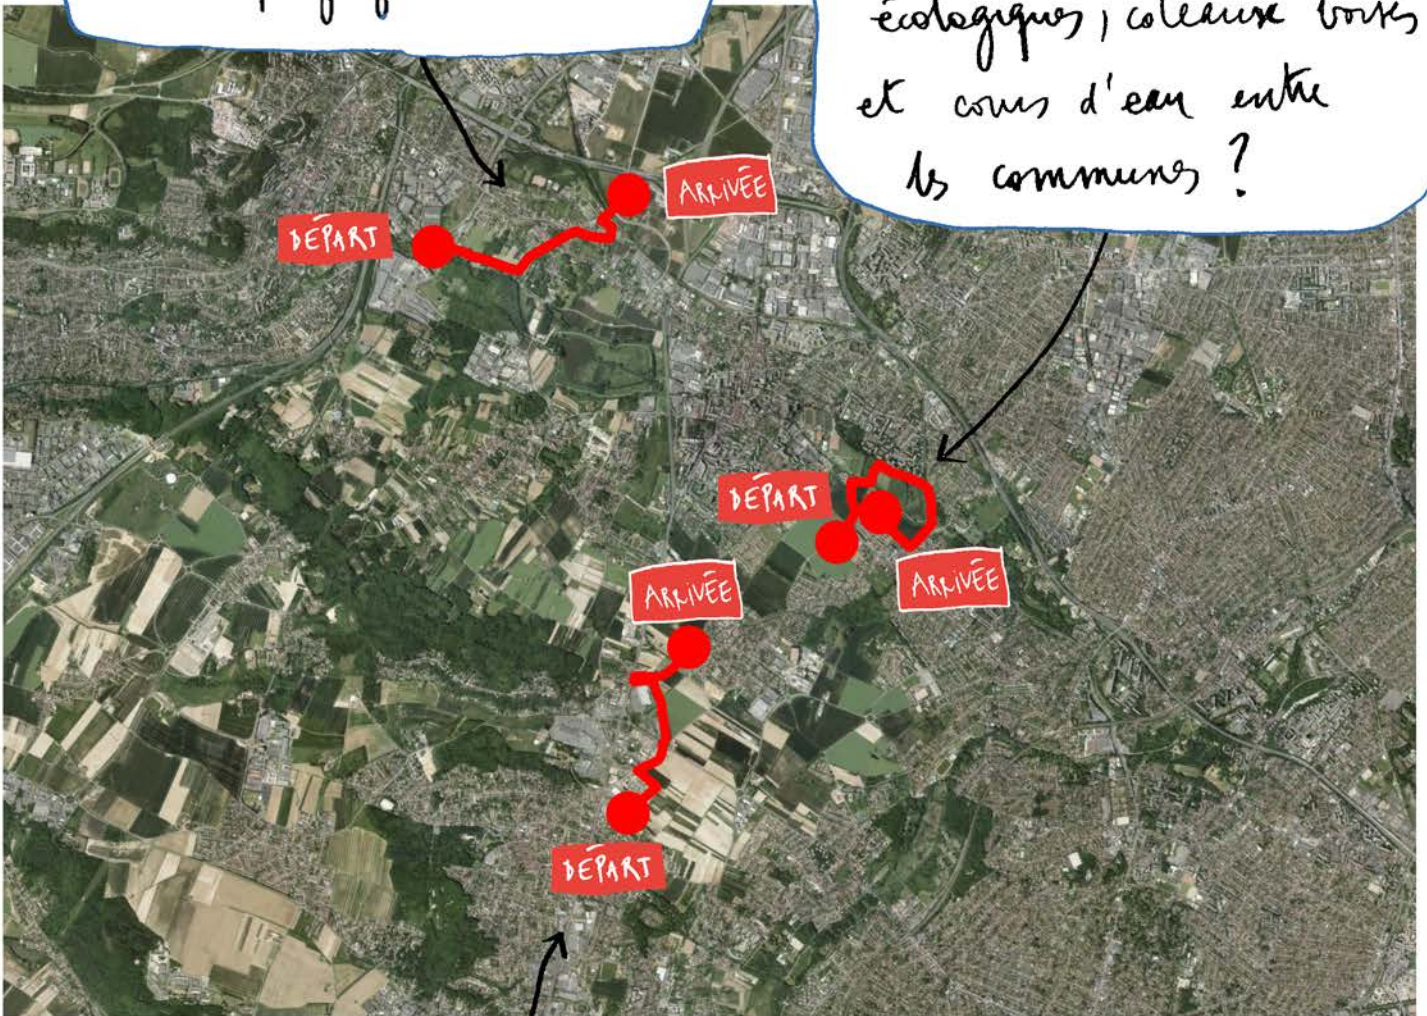 écologiques, coteaux boisés
et cours d'eau entre
les communes ?
ARRIVÉE
DÉPART
DÉPART
ARRIVÉE
ARRIVÉE
DÉPART